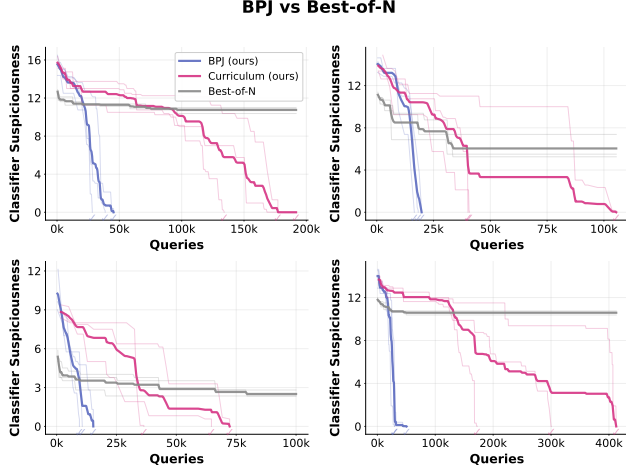 BPJ vs Best-of-N
Classifier Suspiciousness
16
12
8
4
0
BPJ (ours)
Curriculum (ours)
Best-of-N
0k 50k 100k 150k 200k
Queries
Classifier Suspiciousness
12
8
4
0
0k 25k 50k 75k 100k
Queries
Classifier Suspiciousness
12
9
6
3
0
0k 25k 50k 75k 100k
Queries
Classifier Suspiciousness
12
8
4
0
0k 100k 200k 300k 400k
Queries